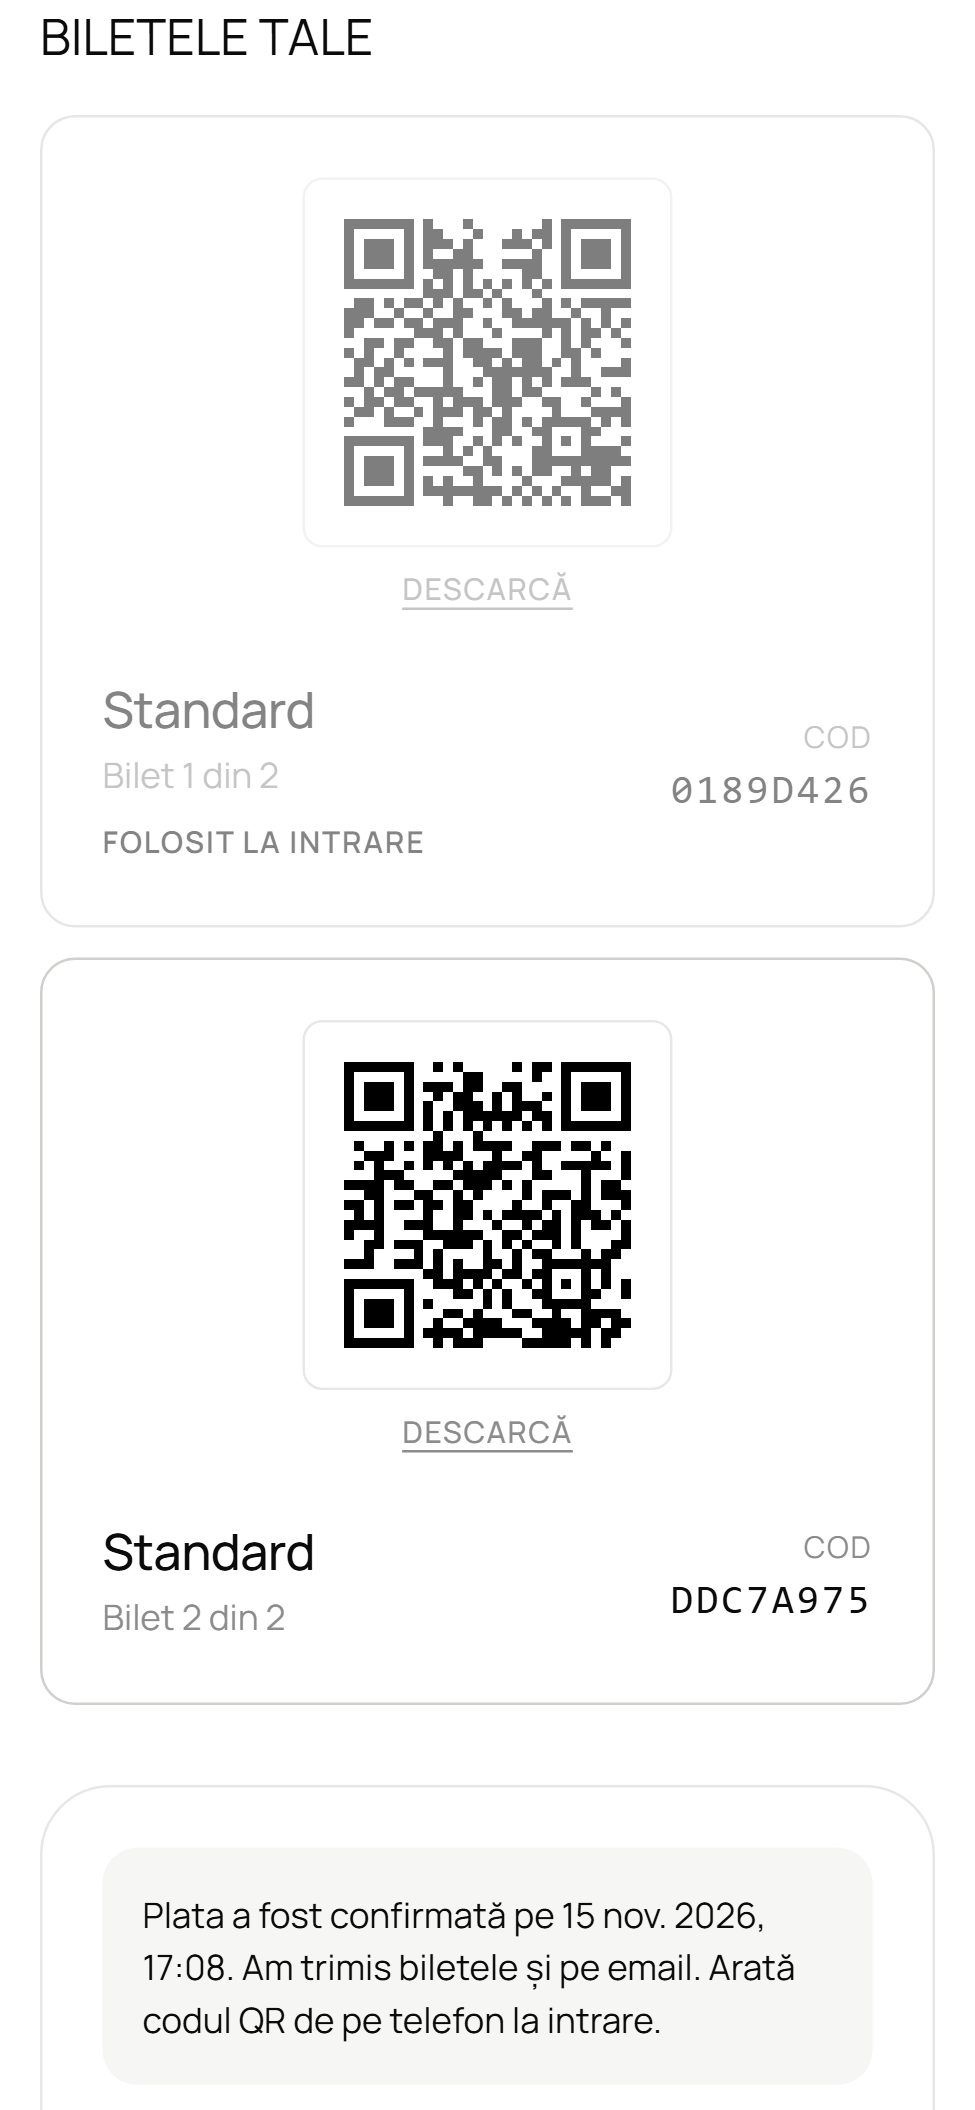 BILETELE TALE
DESCARCĂ
Standard
Bilet 1 din 2
FOLOSIT LA INTRARE
COD
0189D426
DESCARCĂ
Standard
Bilet 2 din 2
COD
DDC7A975
Plata a fost confirmată pe 15 nov. 2026,
17:08. Am trimis biletele și pe email. Arată
codul QR de pe telefon la intrare.